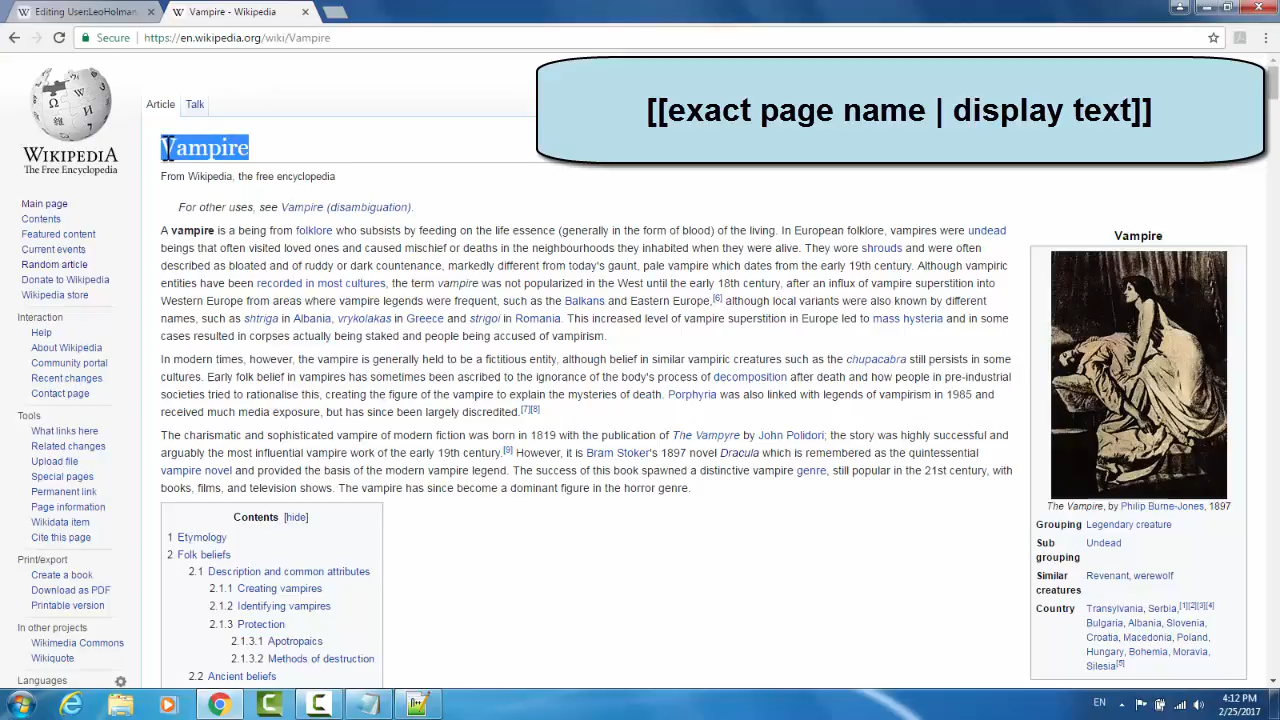 Editing User:LeoHolman
Vampire - Wikipedia
Secure
https://en.wikipedia.org/wiki/Vampire
[[exact page name | display text]]
WIKIPEDIA
The Free Encyclopedia
Main page
Contents
Featured content
Current events
Random article
Donate to Wikipedia
Wikipedia store
Interaction
Help
About Wikipedia
Community portal
Recent changes
Contact page
Tools
What links here
Related changes
Upload file
Special pages
Permanent link
Page information
Wikidata item
Cite this page
Print/export
Create a book
Download as PDF
Printable version
In other projects
Wikimedia Commons
Wikiquote
Languages
Article Talk
Vampire
From Wikipedia, the free encyclopedia
For other uses, see Vampire (disambiguation).
A vampire is a being from folklore who subsists by feeding on the life essence (generally in the form of blood) of the living. In European folklore, vampires were undead
beings that often visited loved ones and caused mischief or deaths in the neighbourhoods they inhabited when they were alive. They wore shrouds and were often
described as bloated and of ruddy or dark countenance, markedly different from today's gaunt, pale vampire which dates from the early 19th century. Although vampiric
entities have been recorded in most cultures, the term vampire was not popularized in the West until the early 18th century, after an influx of vampire superstition into
Western Europe from areas where vampire legends were frequent, such as the Balkans and Eastern Europe,[6] although local variants were also known by different
names, such as shtriga in Albania, vrykolakas in Greece and strigoi in Romania. This increased level of vampire superstition in Europe led to mass hysteria and in some
cases resulted in corpses actually being staked and people being accused of vampirism.
In modern times, however, the vampire is generally held to be a fictitious entity, although belief in similar vampiric creatures such as the chupacabra still persists in some
cultures. Early folk belief in vampires has sometimes been ascribed to the ignorance of the body's process of decomposition after death and how people in pre-industrial
societies tried to rationalise this, creating the figure of the vampire to explain the mysteries of death. Porphyria was also linked with legends of vampirism in 1985 and
received much media exposure, but has since been largely discredited.[7][8]
The charismatic and sophisticated vampire of modern fiction was born in 1819 with the publication of The Vampyre by John Polidori; the story was highly successful and
arguably the most influential vampire work of the early 19th century.[9] However, it is Bram Stoker's 1897 novel Dracula which is remembered as the quintessential
vampire novel and provided the basis of the modern vampire legend. The success of this book spawned a distinctive vampire genre, still popular in the 21st century, with
books, films, and television shows. The vampire has since become a dominant figure in the horror genre.
Contents [hide]
1 Etymology
2 Folk beliefs
2.1 Description and common attributes
2.1.1 Creating vampires
2.1.2 Identifying vampires
2.1.3 Protection
2.1.3.1 Apotropaics
2.1.3.2 Methods of destruction
2.2 Ancient beliefs
Vampire
The Vampire, by Philip Burne-Jones, 1897
Grouping Legendary creature
Sub Undead
grouping
Similar Revenant, werewolf
creatures
Country Transylvania, Serbia,[1][2][3][4]
Bulgaria, Albania, Slovenia,
Croatia, Macedonia, Poland,
Hungary, Bohemia, Moravia,
Silesia[5]
EN
4:12 PM
2/25/2017